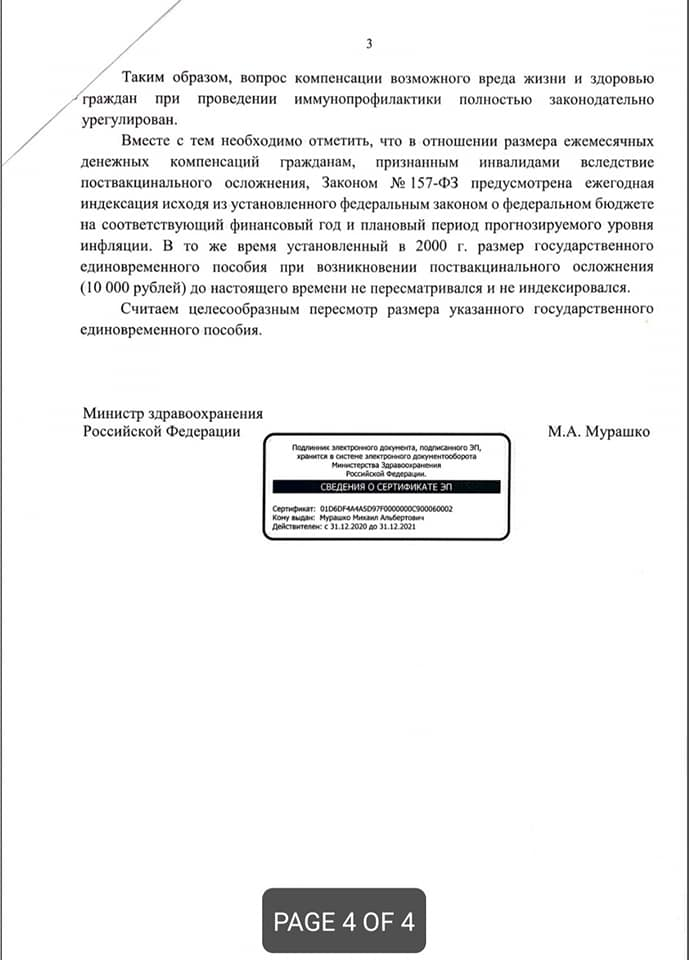 3
Таким образом, вопрос компенсации возможного вреда жизни и здоровью
граждан при проведении иммунопрофилактики полностью законодательно
урегулирован.
Вместе с тем необходимо отметить, что в отношении размера ежемесячных
денежных компенсаций гражданам, признанным инвалидами вследствие
поствакцинального осложнения, Законом № 157-ФЗ предусмотрена ежегодная
индексация исходя из установленного федеральным законом о федеральном бюджете
на соответствующий финансовый год и плановый период прогнозируемого уровня
инфляции. В то же время установленный в 2000 г. размер государственного
единовременного пособия при возникновении поствакцинального осложнения
(10 000 рублей) до настоящего времени не пересматривался и не индексировался.
Считаем целесообразным пересмотр размера указанного государственного
единовременного пособия.
Министр здравоохранения
Российской Федерации
М.А. Мурашко
Подлинник электронного документа, подписанного ЭП,
хранится в системе электронного документооборота
Министерства Здравоохранения
Российской Федерации.
СВЕДЕНИЯ О СЕРТИФИКАТЕ ЭП
Сертификат: 01D6DF4A4A5D97F0000000C900060002
Кому выдан: Мурашко Михаил Альбертович
Действителен: с 31.12.2020 до 31.12.2021
PAGE 4 OF 4